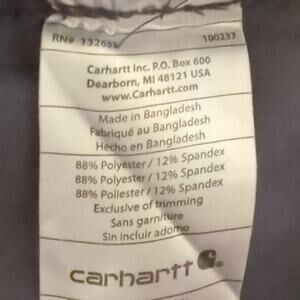 RN# 13265 100237
Carhartt Inc. P.O. Box 600
Dearborn, MI 48121 USA
www.Carhartt.com
Made in Bangladesh
Fabriqué au Bangladesh
Hecho en Bangladesh
88% Polyester / 12% Spandex
88% Polyester / 12% Spandex
88% Poliester / 12% Spandex
Exclusive of trimming
Sans garniture
Sin incluir adorno
carhartt